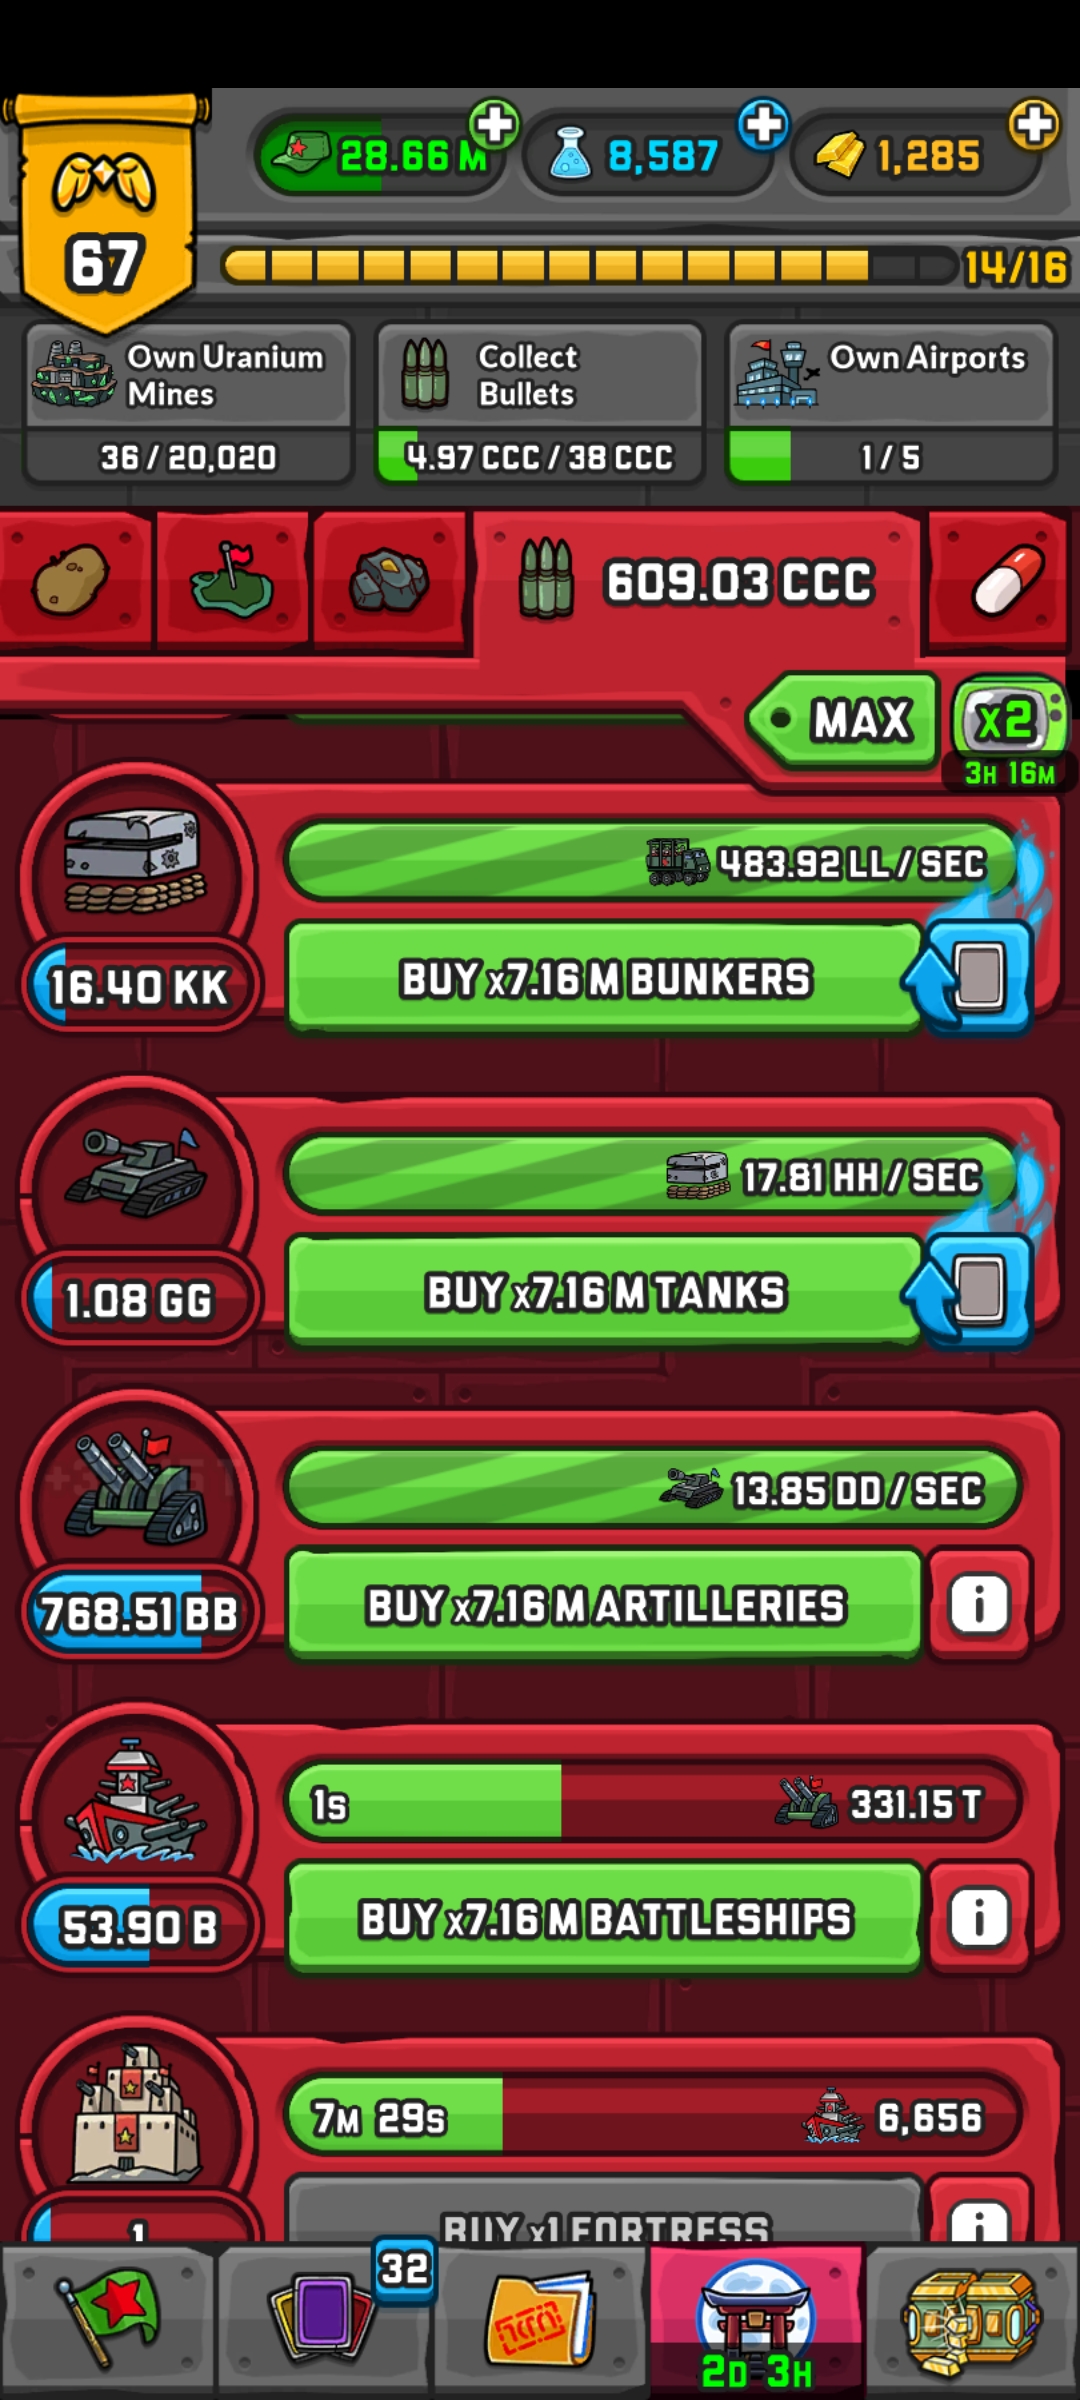 28.66 M
8,587
1,285
67
14/16
Own Uranium
Mines
36 / 20,020
Collect
Bullets
4.97 CCC / 38 CCC
Own Airports
1 / 5
609.03 CCC
MAX
x2
3H 16M
483.92 LL / SEC
16.40 KK
BUY x7.16 M BUNKERS
17.81 HH / SEC
1.08 GG
BUY x7.16 M TANKS
13.85 DD / SEC
768.51 BB
BUY x7.16 M ARTILLERIES
i
1s
331.15 T
53.90 B
BUY x7.16 M BATTLESHIPS
i
7M 29s
6,656
1
BUY x1 FORTRESS
i
32
2D 3H